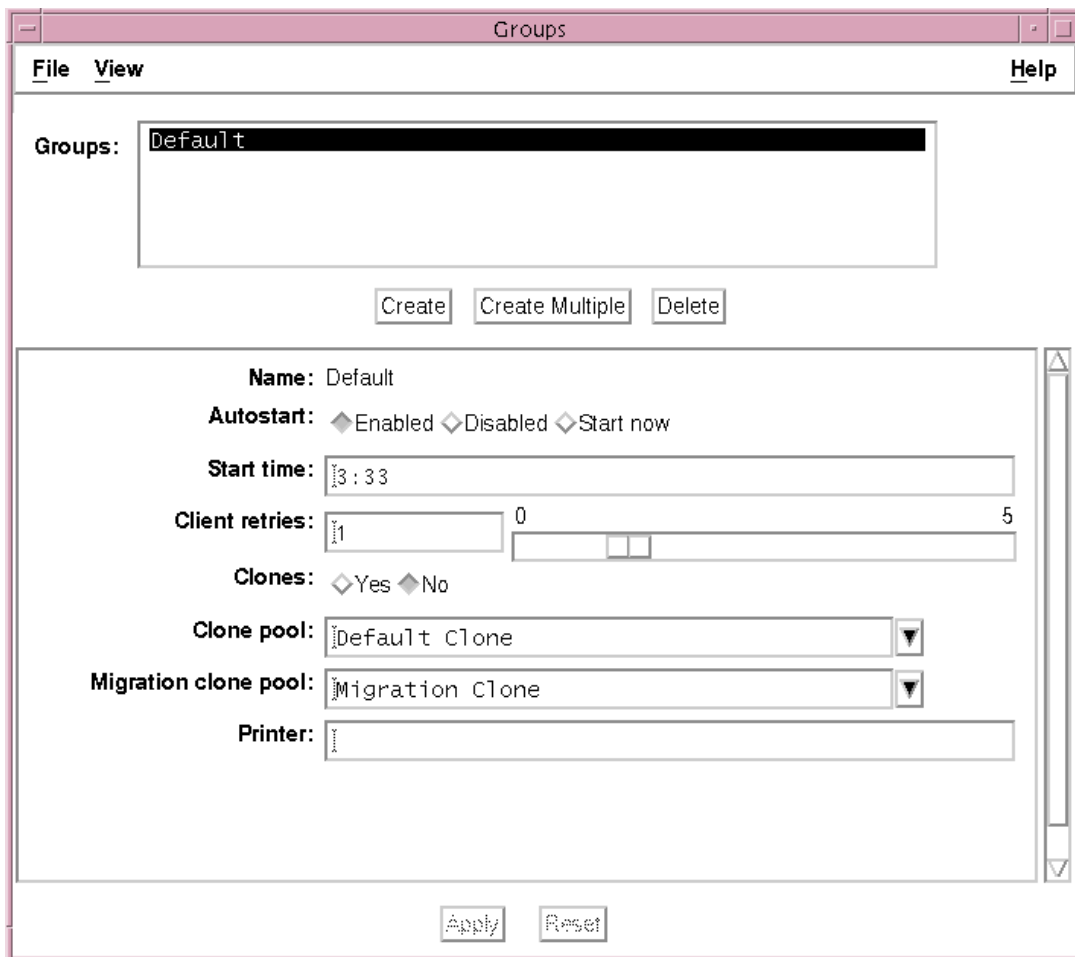 Groups
File View Help
Groups: Default
Create Create Multiple Delete
Name: Default
Autostart: Enabled Disabled Start now
Start time: 3:33
Client retries: 1 0 5
Clones: Yes No
Clone pool: Default Clone
Migration clone pool: Migration Clone
Printer:
Apply Reset